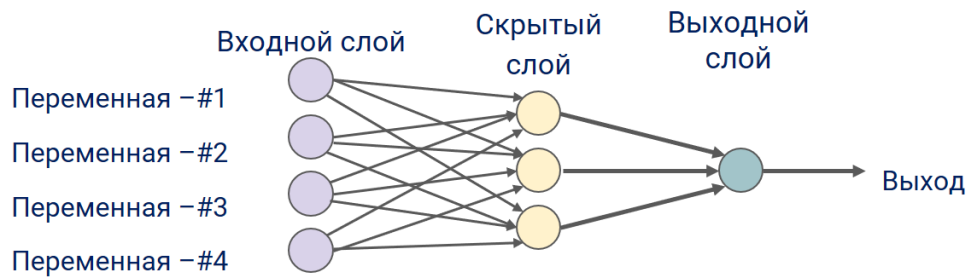 Входной слой
Скрытый
слой
Выходной
слой
Переменная –#1
Переменная –#2
Переменная –#3
Переменная –#4
Выход